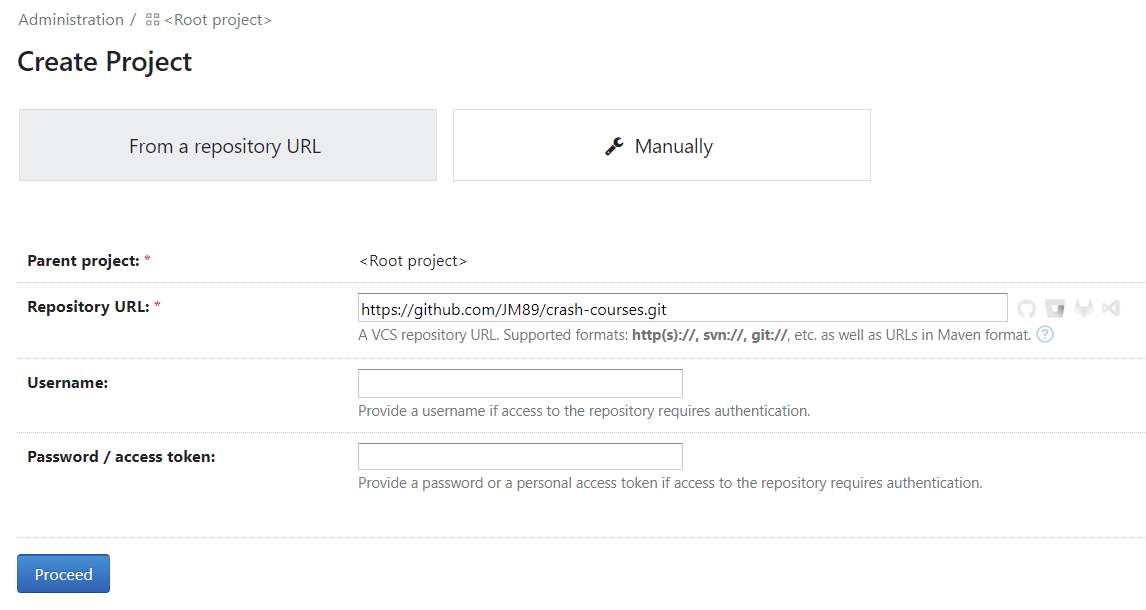 Administration / <Root project>
Create Project
From a repository URL
Manually
Parent project: *
<Root project>
Repository URL: *
https://github.com/JM89/crash-courses.git
A VCS repository URL. Supported formats: http(s)://, svn://, git://, etc. as well as URLs in Maven format. ?
Username:
Provide a username if access to the repository requires authentication.
Password / access token:
Provide a password or a personal access token if access to the repository requires authentication.
Proceed